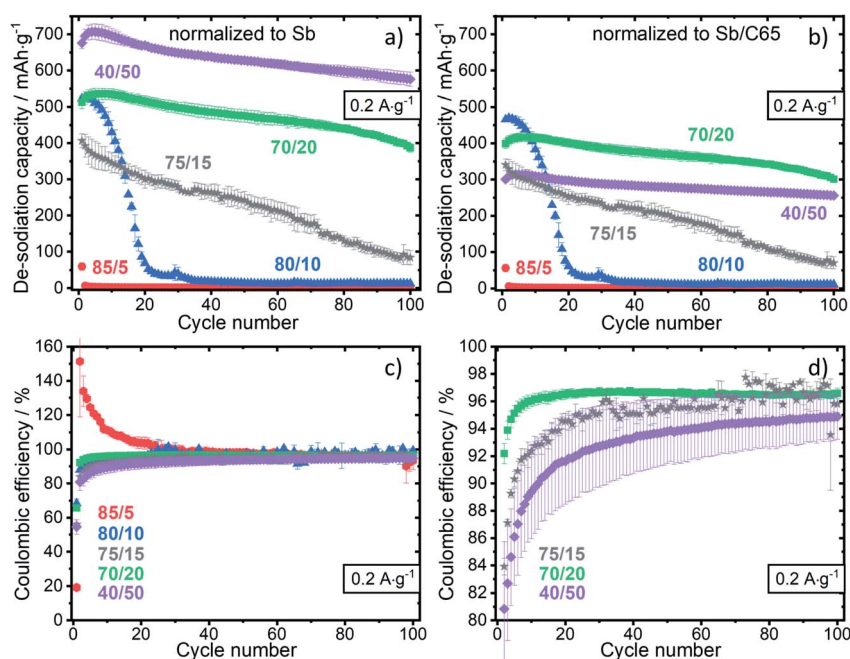 normalized to Sb a)
De-sodiation capacity / mAh·g⁻¹
700
600
500
400
300
200
100
0
40/50
0.2 A·g⁻¹
70/20
75/15
85/5
80/10
0 20 40 60 80 100
Cycle number
normalized to Sb/C65
b)
De-sodiation capacity / mAh·g⁻¹
700
600
500
400
300
200
100
0
0.2 A·g⁻¹
70/20
40/50
75/15
85/5
80/10
0 20 40 60 80 100
Cycle number
c)
Coulombic efficiency / %
160
140
120
100
80
60
40
20
0
85/5
80/10
75/15
70/20
40/50
0.2 A·g⁻¹
0 20 40 60 80 100
Cycle number
d)
Coulombic efficiency / %
98
96
94
92
90
88
86
84
82
80
75/15
70/20
40/50
0.2 A·g⁻¹
0 20 40 60 80 100
Cycle number